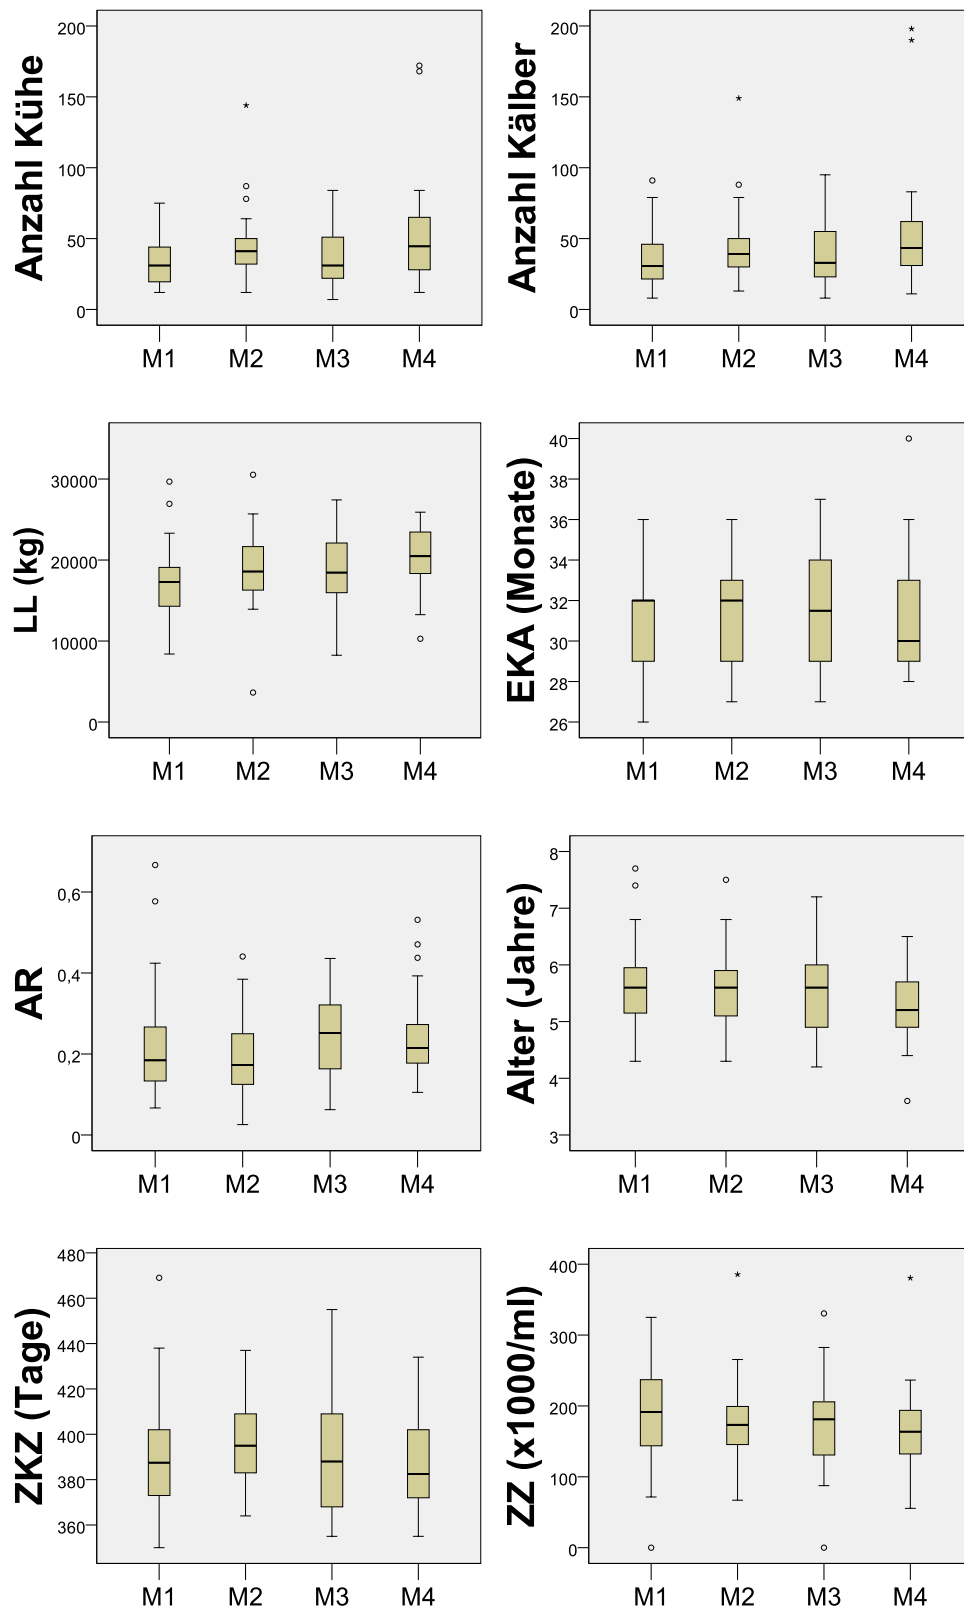 Anzahl Kühe
200
150
100
50
0
M1 M2 M3 M4
Anzahl Kälber
200
150
100
50
0
M1 M2 M3 M4
LL (kg)
30000
20000
10000
0
M1 M2 M3 M4
EKA (Monate)
40
38
36
34
32
30
28
26
M1 M2 M3 M4
AR
0,6
0,4
0,2
0
M1 M2 M3 M4
Alter (Jahre)
8
7
6
5
4
3
M1 M2 M3 M4
ZKZ (Tage)
480
460
440
420
400
380
360
M1 M2 M3 M4
ZZ (x1000/ml)
400
300
200
100
0
M1 M2 M3 M4